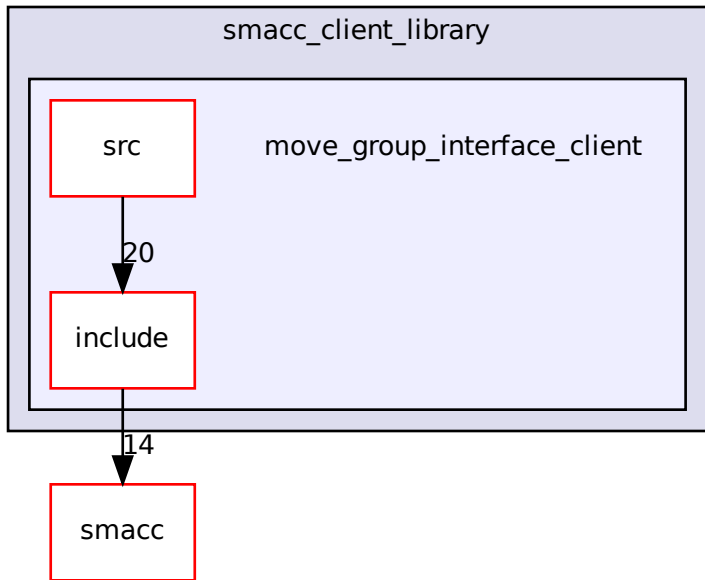 smacc_client_library
src
move_group_interface_client
20
include
14
smacc